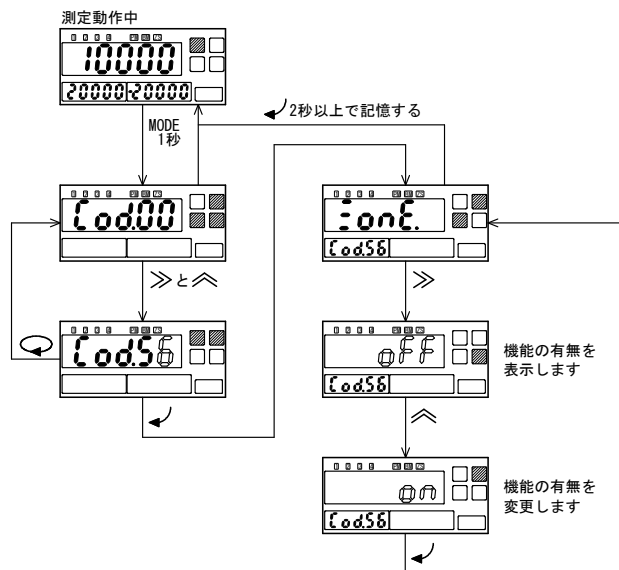 測定動作中
10000
20000 -20000
2秒以上で記憶する
MODE
1秒
Cod.00
ZonE.
Cod.56
≫と︽
≫
Cod.56
oFF
Cod.56
機能の有無を
表示します
︽
on
Cod.56
機能の有無を
変更します